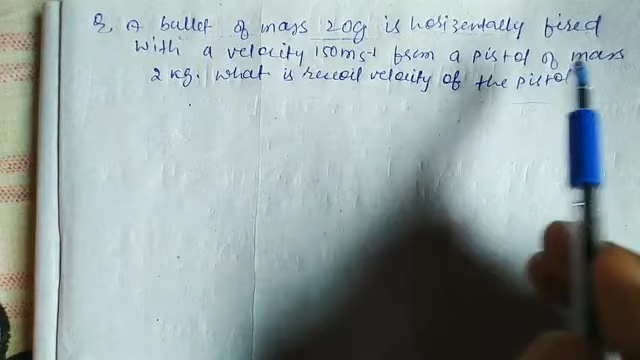 Q. A bullet of mass 20g is horizontally fired
with a velocity 150ms-1 from a pistol of mass
2 kg. what is recoil velocity of the pistol